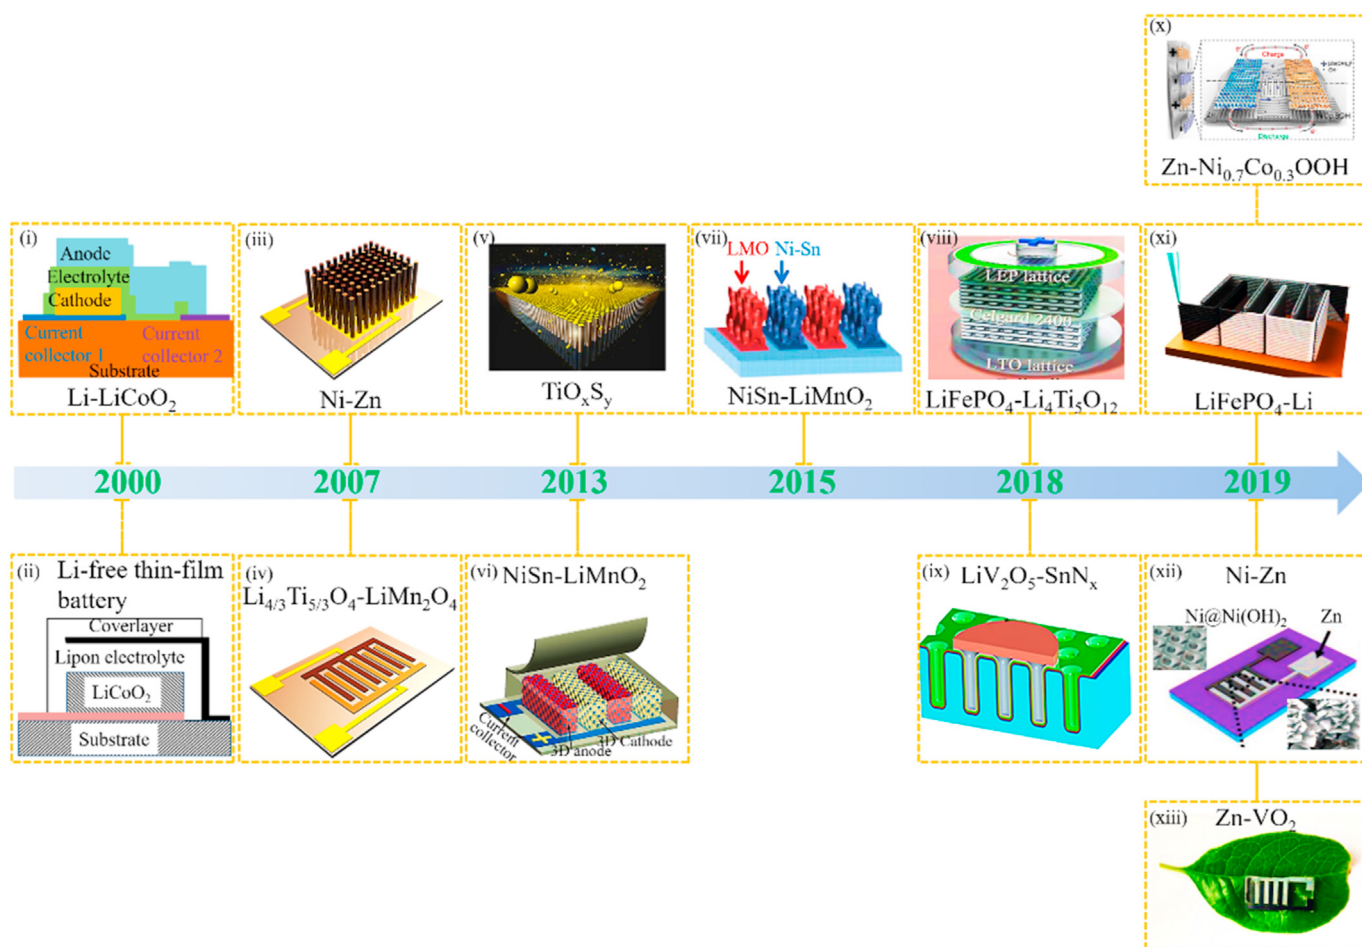 (x)
Charge
Discharge
Zn-Ni₀.₇Co₀.₃OOH
(i)
Anode
Electrolyte
Cathode
Current
collector 1
Current
collector 2
Substrate
Li-LiCoO₂
(iii)
Ni-Zn
(v)
TiOₓSᵧ
(vii)
LMO Ni-Sn
NiSn-LiMnO₂
(viii)
LFP lattice
Celgard 2400
LTO lattice
LiFePO₄-Li₄Ti₅O₁₂
(xi)
LiFePO₄-Li
2000 2007 2013 2015 2018 2019
(ii)
Li-free thin-film
battery
Coverlayer
Lipon electrolyte
LiCoO₂
Substrate
(iv)
Li₄/₃Ti₅/₃O₄-LiMn₂O₄
(vi)
NiSn-LiMnO₂
Current
collector
3D anode
3D Cathode
(ix)
LiV₂O₅-SnNₓ
(xii)
Ni-Zn
Ni@Ni(OH)₂
Zn
(xiii)
Zn-VO₂